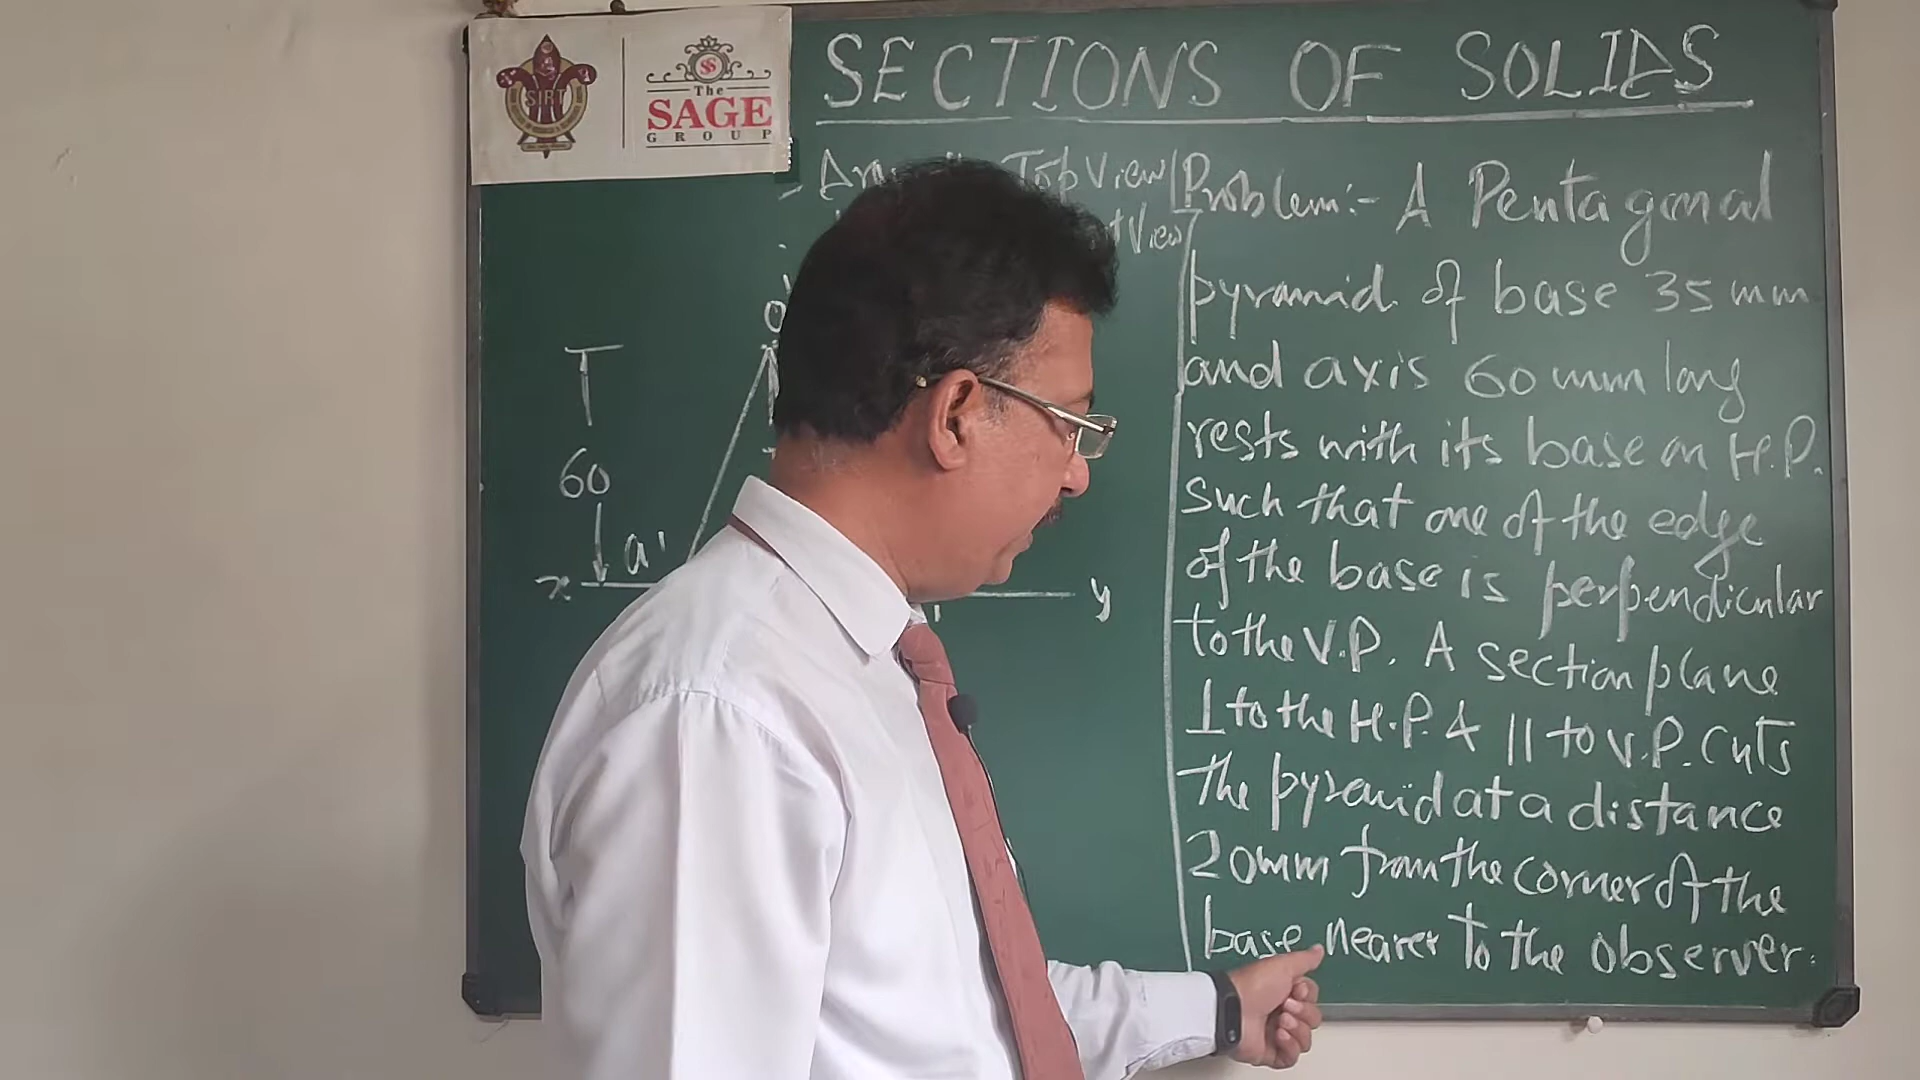 SIRT
The
SAGE
GROUP
SECTIONS OF SOLIDS
Top View
View
Problem:- A Pentagonal
pyramid of base 35 mm
and axis 60 mm long
rests with its base on H.P.
Such that one of the edge
of the base is perpendicular
to the V.P. A section plane
⊥ to the H.P. & || to V.P. Cuts
The pyramid at a distance
20mm from the corner of the
base nearer to the observer.
o
60
a'
x y